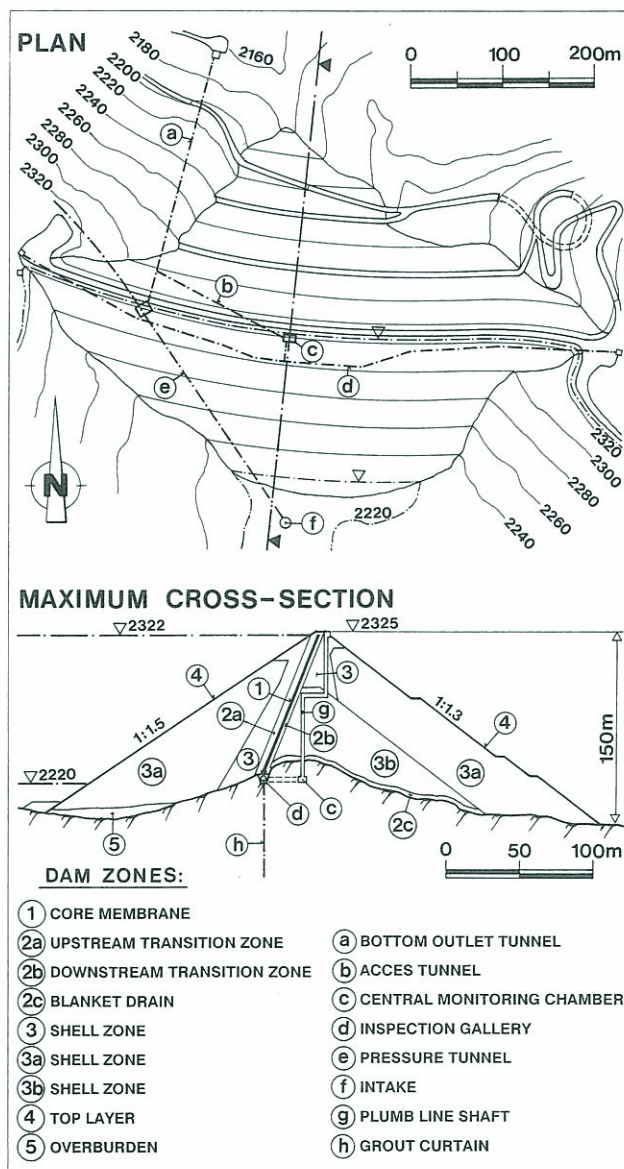 PLAN
2180
2160
0 100 200m
2200
2220
2240
2260
2280
2300
2320
a
b
c
d
e
f
N
2220
2320
2300
2280
2260
2240
MAXIMUM CROSS-SECTION
2322
2325
4
3
1
1:1.5
2a
g
2b
1:1.3
4
150m
2220
3a
3
3b
3a
d
c
2c
5
h
0 50 100m
DAM ZONES:
1 CORE MEMBRANE
2a UPSTREAM TRANSITION ZONE
2b DOWNSTREAM TRANSITION ZONE
2c BLANKET DRAIN
3 SHELL ZONE
3a SHELL ZONE
3b SHELL ZONE
4 TOP LAYER
5 OVERBURDEN
a BOTTOM OUTLET TUNNEL
b ACCES TUNNEL
c CENTRAL MONITORING CHAMBER
d INSPECTION GALLERY
e PRESSURE TUNNEL
f INTAKE
g PLUMB LINE SHAFT
h GROUT CURTAIN